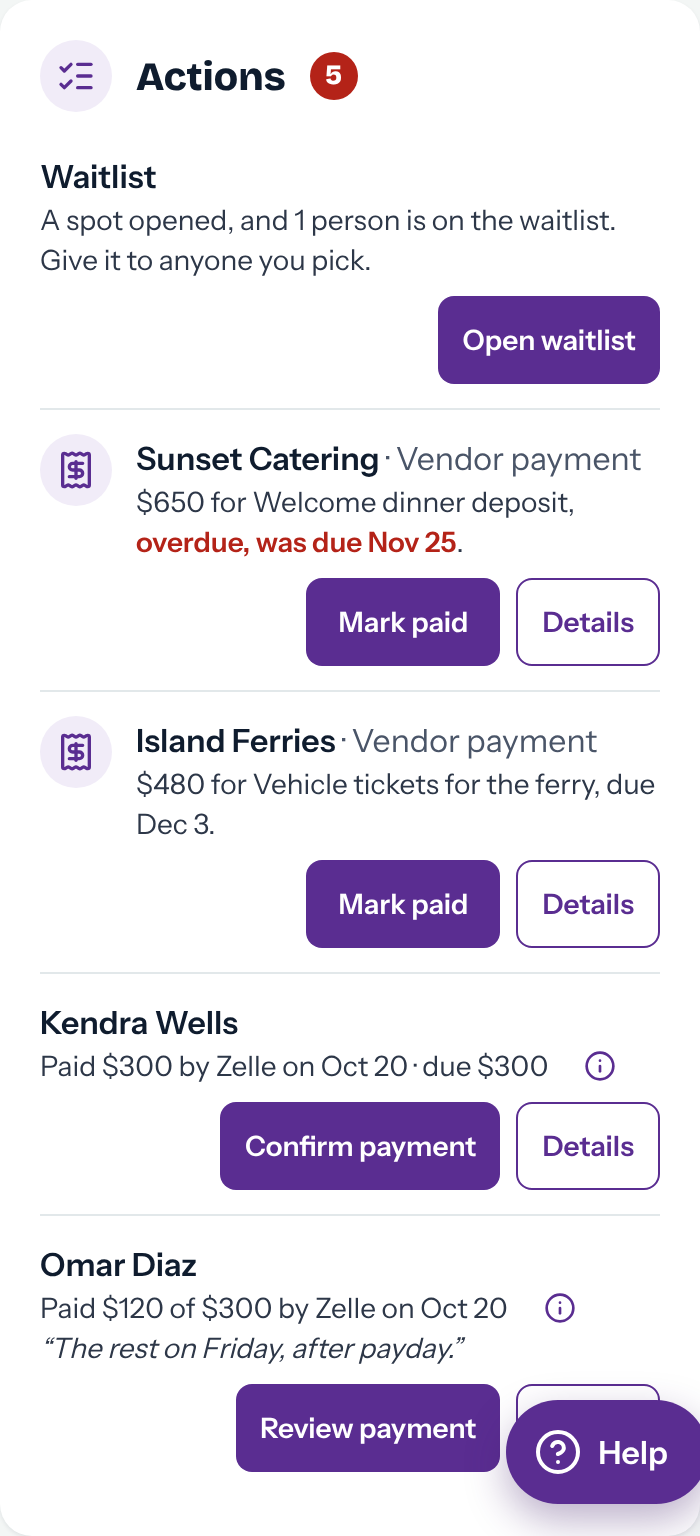 Actions 5
Waitlist
A spot opened, and 1 person is on the waitlist.
Give it to anyone you pick.
Open waitlist
Sunset Catering · Vendor payment
$650 for Welcome dinner deposit,
overdue, was due Nov 25.
Mark paid Details
Island Ferries · Vendor payment
$480 for Vehicle tickets for the ferry, due
Dec 3.
Mark paid Details
Kendra Wells
Paid $300 by Zelle on Oct 20 · due $300
Confirm payment Details
Omar Diaz
Paid $120 of $300 by Zelle on Oct 20
“The rest on Friday, after payday.”
Review payment
Help